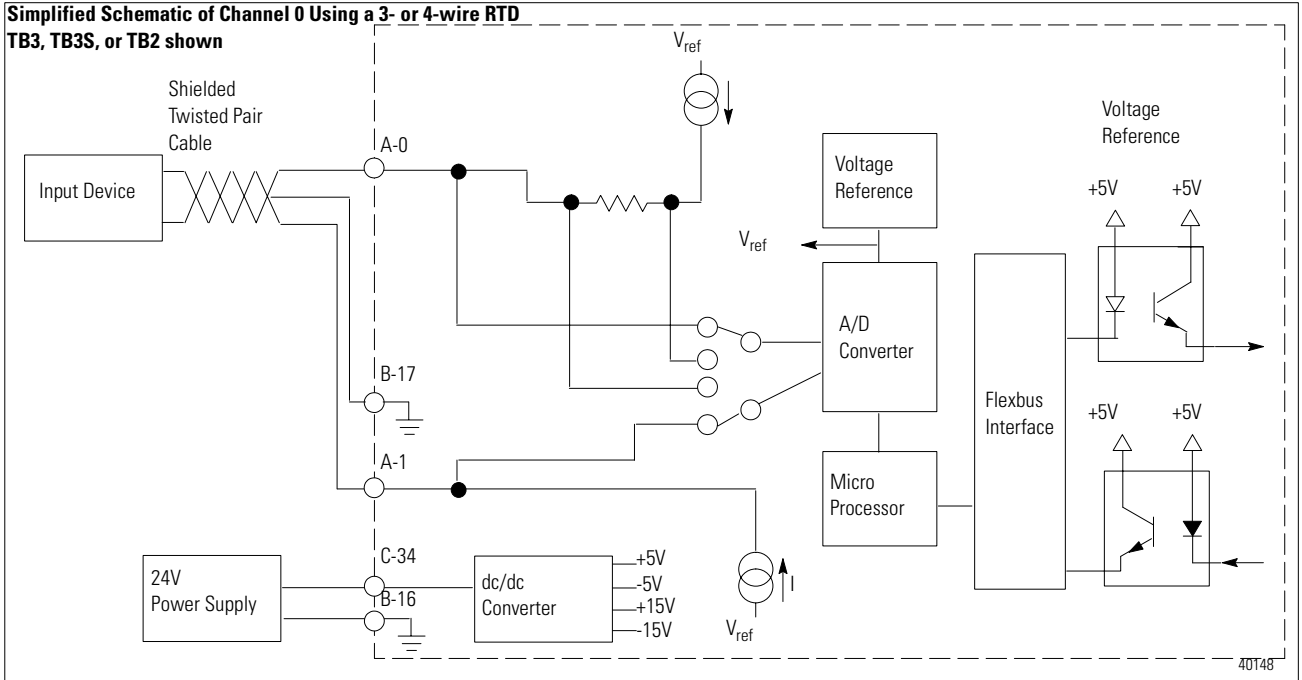 Simplified Schematic of Channel 0 Using a 3- or 4-wire RTD
TB3, TB3S, or TB2 shown
Vref
Shielded
Twisted Pair
Cable
A-0
Input Device
Voltage
Reference
Voltage
Reference
+5V
+5V
Vref
A/D
Converter
B-17
Flexbus
Interface
+5V
+5V
A-1
Micro
Processor
C-34
24V
Power Supply
B-16
dc/dc
Converter
+5V
-5V
+15V
-15V
I
Vref
40148